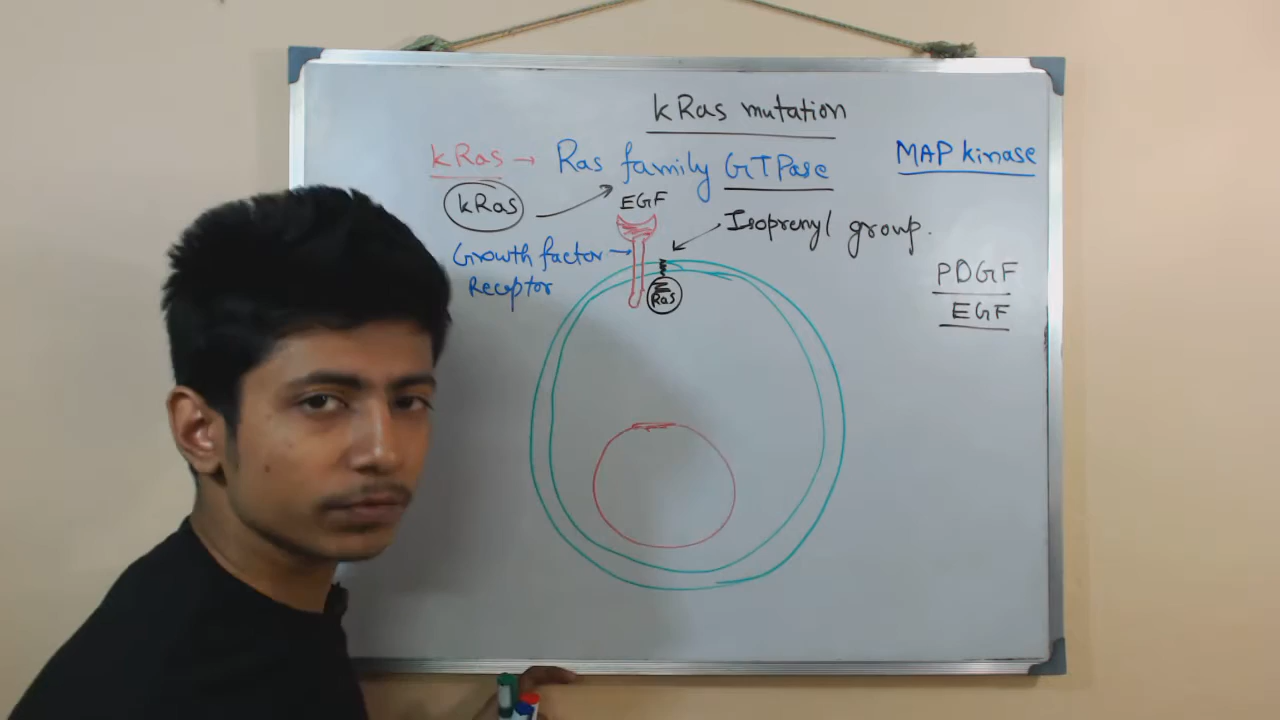 kRas mutation
kRas → Ras family GTPase
MAP kinase
kRas
EGF
Isoprenyl group.
Growth factor
Receptor
Ras
PDGF
EGF